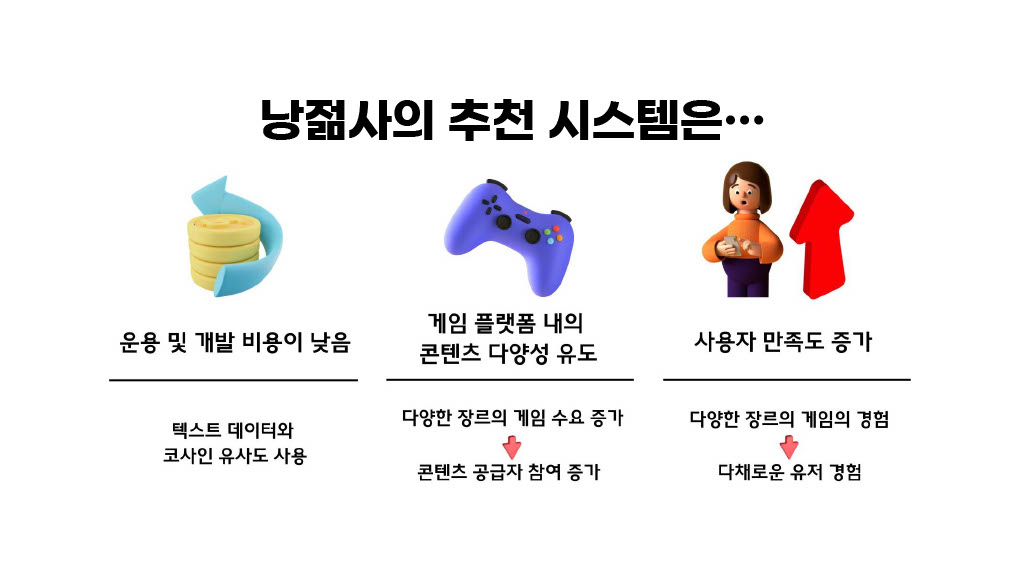 낭젊사의 추천 시스템은…
운용 및 개발 비용이 낮음
게임 플랫폼 내의
콘텐츠 다양성 유도
사용자 만족도 증가
텍스트 데이터와
코사인 유사도 사용
다양한 장르의 게임 수요 증가
콘텐츠 공급자 참여 증가
다양한 장르의 게임의 경험
다채로운 유저 경험